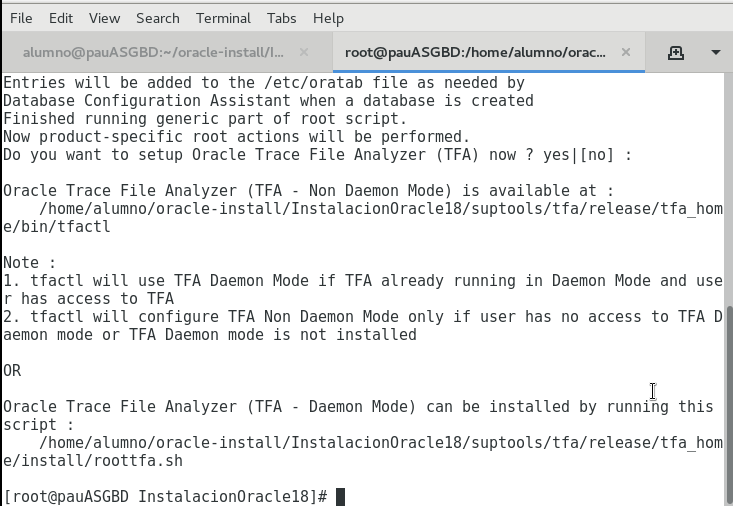 File Edit View Search Terminal Tabs Help
alumno@pauASGBD:~/oracle-install/I... × root@pauASGBD:/home/alumno/orac... ×
Entries will be added to the /etc/oratab file as needed by
Database Configuration Assistant when a database is created
Finished running generic part of root script.
Now product-specific root actions will be performed.
Do you want to setup Oracle Trace File Analyzer (TFA) now ? yes|[no] :
Oracle Trace File Analyzer (TFA - Non Daemon Mode) is available at :
    /home/alumno/oracle-install/InstalacionOracle18/suptools/tfa/release/tfa_hom
e/bin/tfactl
Note :
1. tfactl will use TFA Daemon Mode if TFA already running in Daemon Mode and use
r has access to TFA
2. tfactl will configure TFA Non Daemon Mode only if user has no access to TFA D
aemon mode or TFA Daemon mode is not installed
OR
Oracle Trace File Analyzer (TFA - Daemon Mode) can be installed by running this
script :
    /home/alumno/oracle-install/InstalacionOracle18/suptools/tfa/release/tfa_hom
e/install/roottfa.sh
[root@pauASGBD InstalacionOracle18]#